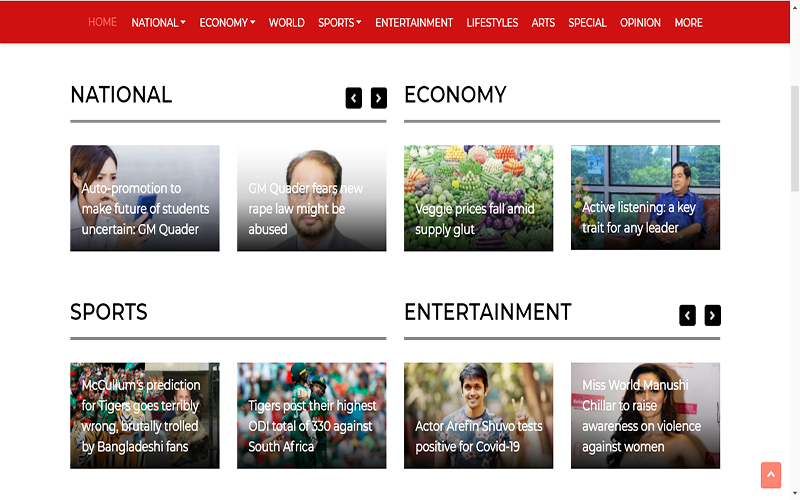 HOME NATIONAL ECONOMY WORLD SPORTS ENTERTAINMENT LIFESTYLES ARTS SPECIAL OPINION MORE
NATIONAL
Auto-promotion to
make future of students
uncertain: GM Quader
GM Quader fears new
rape law might be
abused
ECONOMY
Veggie prices fall amid
supply glut
Active listening: a key
trait for any leader
SPORTS
McCullum's prediction
for Tigers goes terribly
wrong, brutally trolled
by Bangladeshi fans
Tigers post their highest
ODI total of 330 against
South Africa
ENTERTAINMENT
Actor Arefin Shuvo tests
positive for Covid-19
Miss World Manushi
Chillar to raise
awareness on violence
against women